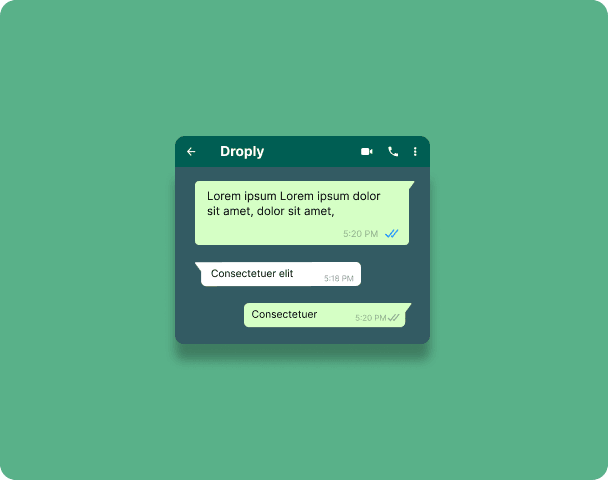 Droply
Lorem ipsum Lorem ipsum dolor
sit amet, dolor sit amet,
5:20 PM
Consectetuer elit
5:18 PM
Consectetuer
5:20 PM